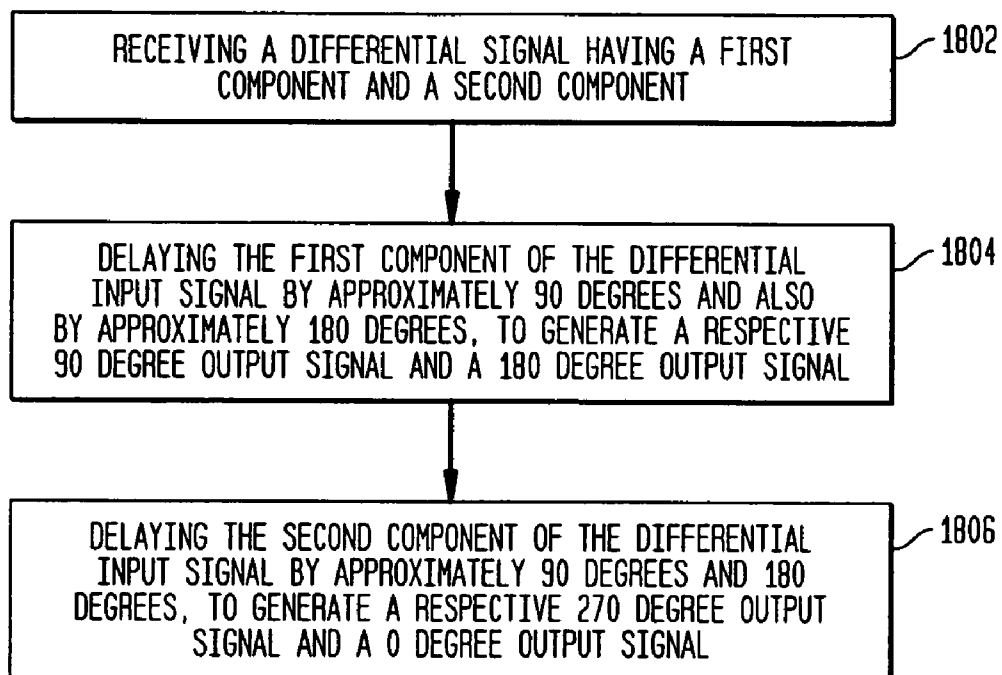 RECEIVING A DIFFERENTIAL SIGNAL HAVING A FIRST
COMPONENT AND A SECOND COMPONENT
1802
DELAYING THE FIRST COMPONENT OF THE DIFFERENTIAL
INPUT SIGNAL BY APPROXIMATELY 90 DEGREES AND ALSO
BY APPROXIMATELY 180 DEGREES, TO GENERATE A RESPECTIVE
90 DEGREE OUTPUT SIGNAL AND A 180 DEGREE OUTPUT SIGNAL
1804
DELAYING THE SECOND COMPONENT OF THE DIFFERENTIAL
INPUT SIGNAL BY APPROXIMATELY 90 DEGREES AND 180
DEGREES, TO GENERATE A RESPECTIVE 270 DEGREE OUTPUT
SIGNAL AND A 0 DEGREE OUTPUT SIGNAL
1806